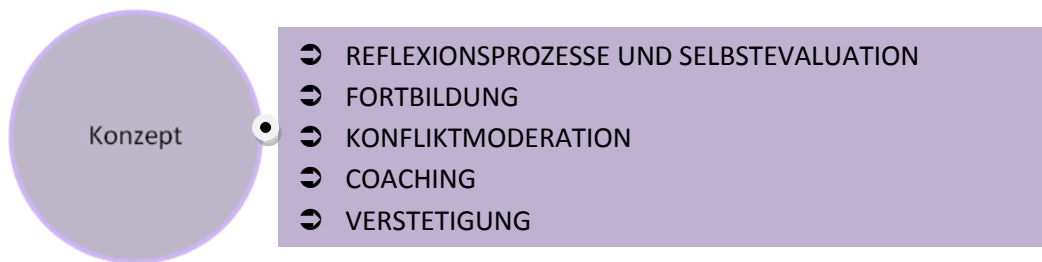 Konzept
➲ REFLEXIONSPROZESSE UND SELBSTEVALUATION
➲ FORTBILDUNG
➲ KONFLIKTMODERATION
➲ COACHING
➲ VERSTETIGUNG